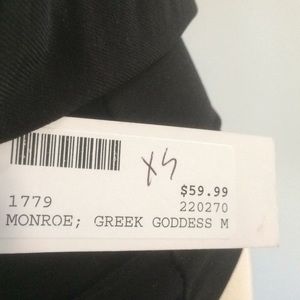 XS
$59.99
1779 220270
MONROE; GREEK GODDESS M